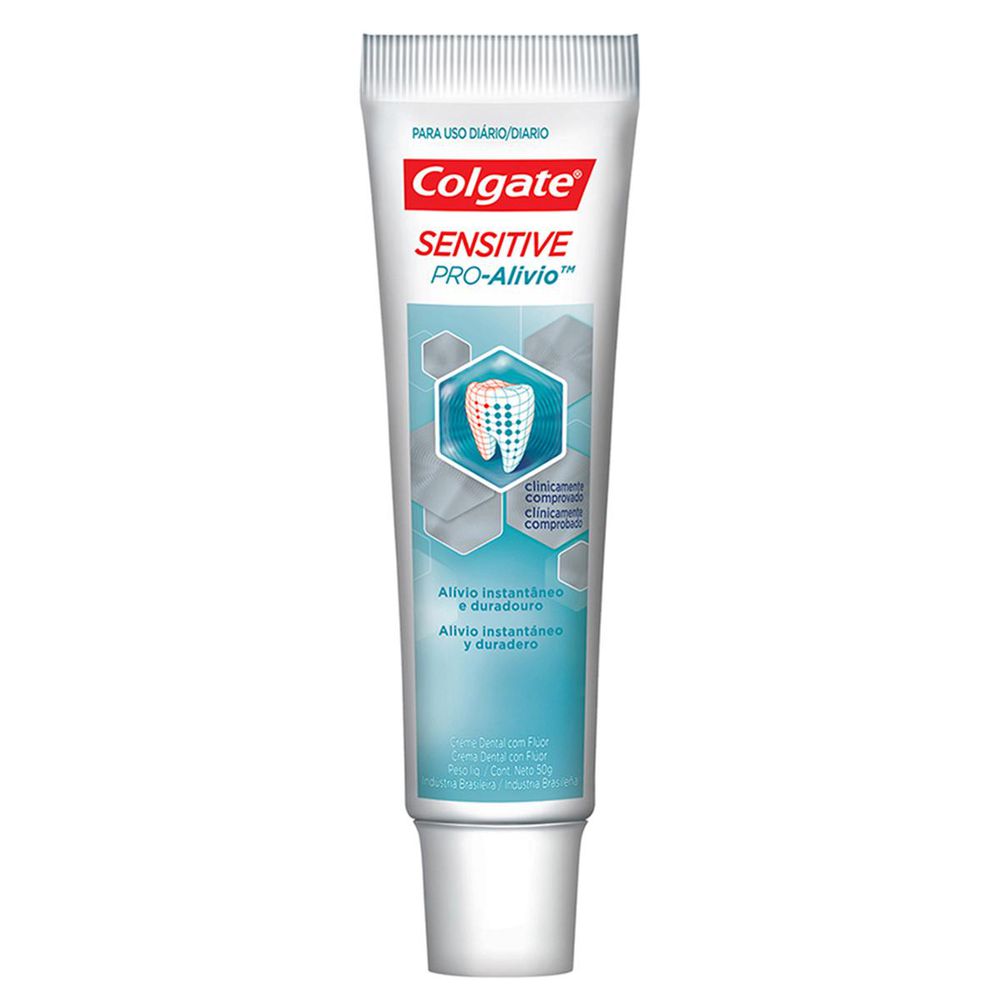 PARA USO DIÁRIO/DIARIO
Colgate®
SENSITIVE
PRO-Alivio™
clinicamente
comprovado
clínicamente
comprobado
Alívio instantâneo
e duradouro
Alivio instantáneo
y duradero
Creme Dental com Flúor
Crema Dental con Flúor
Peso líq. / Cont. Neto 50g
Indústria Brasileira / Industria Brasileña